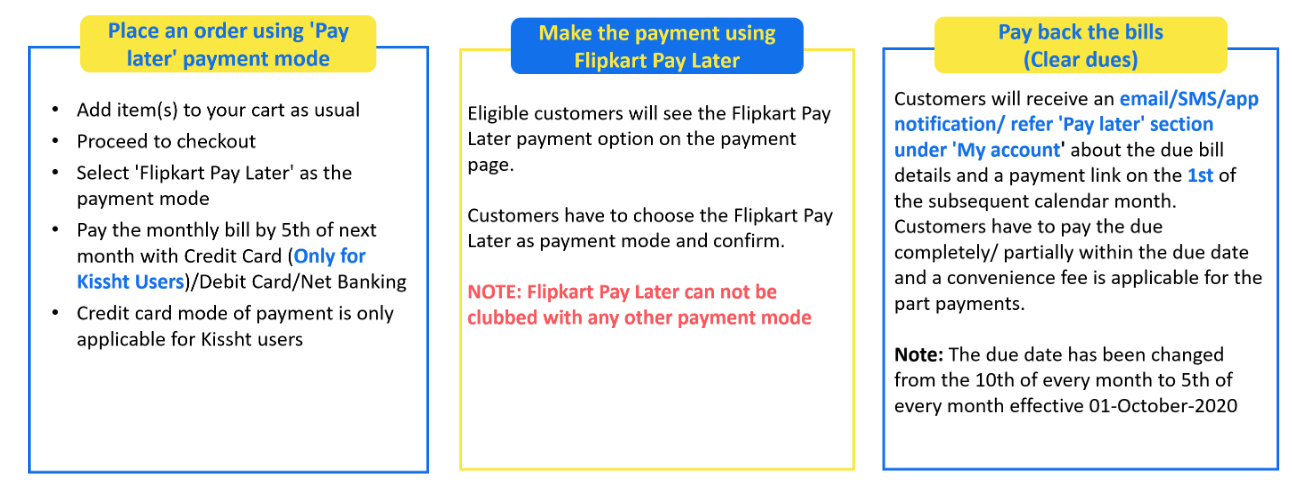 Place an order using 'Pay
later' payment mode
• Add item(s) to your cart as usual
• Proceed to checkout
• Select 'Flipkart Pay Later' as the
payment mode
• Pay the monthly bill by 5th of next
month with Credit Card (Only for
Kissht Users)/Debit Card/Net Banking
• Credit card mode of payment is only
applicable for Kissht users
Make the payment using
Flipkart Pay Later
Eligible customers will see the Flipkart Pay
Later payment option on the payment
page.
Customers have to choose the Flipkart Pay
Later as payment mode and confirm.
NOTE: Flipkart Pay Later can not be
clubbed with any other payment mode
Pay back the bills
(Clear dues)
Customers will receive an email/SMS/app
notification/ refer 'Pay later' section
under 'My account' about the due bill
details and a payment link on the 1st of
the subsequent calendar month.
Customers have to pay the due
completely/ partially within the due date
and a convenience fee is applicable for the
part payments.
Note: The due date has been changed
from the 10th of every month to 5th of
every month effective 01-October-2020